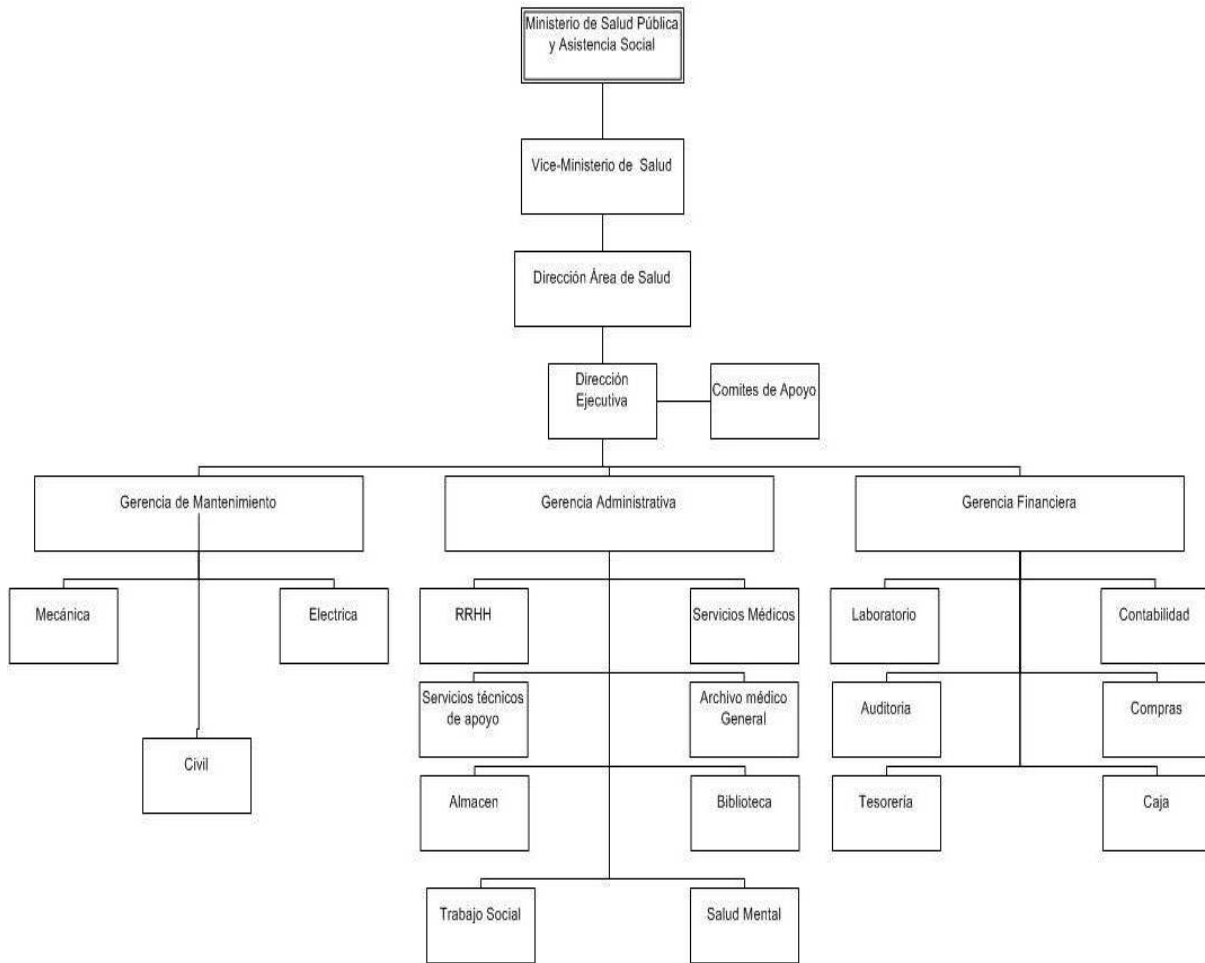 Ministerio de Salud Pública
y Asistencia Social
Vice-Ministerio de Salud
Dirección Área de Salud
Dirección
Ejecutiva
Comites de Apoyo
Gerencia de Mantenimiento
Gerencia Administrativa
Gerencia Financiera
Mecánica
Electrica
RRHH
Servicios Médicos
Laboratorio
Contabilidad
Servicios técnicos
de apoyo
Archivo médico
General
Auditoria
Compras
Civil
Almacen
Biblioteca
Tesorería
Caja
Trabajo Social
Salud Mental